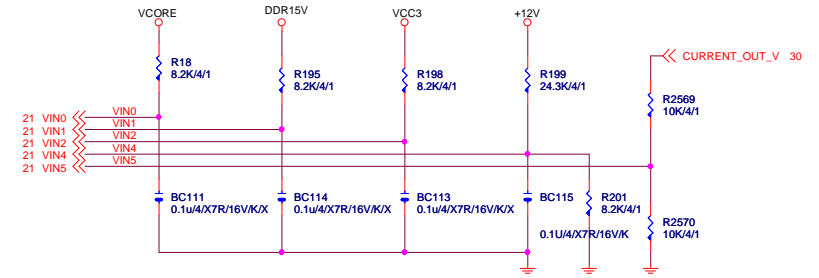 VCORE
DDR15V
VCC3
+12V
CURRENT_OUT_V 30
R18
8.2K/4/1
R195
8.2K/4/1
R198
8.2K/4/1
R199
24.3K/4/1
R2569
10K/4/1
21 VIN0
VIN0
21 VIN1
VIN1
21 VIN2
VIN2
21 VIN4
VIN4
21 VIN5
VIN5
BC111
0.1u/4/X7R/16V/K/X
BC114
0.1u/4/X7R/16V/K/X
BC113
0.1u/4/X7R/16V/K/X
BC115
0.1U/4/X7R/16V/K
R201
8.2K/4/1
R2570
10K/4/1